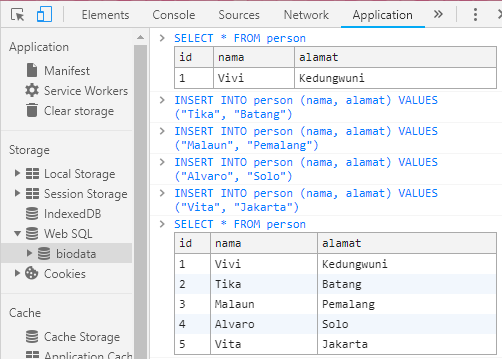 Elements Console Sources Network Application
Application
Manifest
Service Workers
Clear storage
Storage
Local Storage
Session Storage
IndexedDB
Web SQL
biodata
Cookies
Cache
Cache Storage
Application Cache
> SELECT * FROM person
id nama alamat
1 Vivi Kedungwuni
> INSERT INTO person (nama, alamat) VALUES
("Tika", "Batang")
> INSERT INTO person (nama, alamat) VALUES
("Malaun", "Pemalang")
> INSERT INTO person (nama, alamat) VALUES
("Alvaro", "Solo")
> INSERT INTO person (nama, alamat) VALUES
("Vita", "Jakarta")
> SELECT * FROM person
id nama alamat
1 Vivi Kedungwuni
2 Tika Batang
3 Malaun Pemalang
4 Alvaro Solo
5 Vita Jakarta